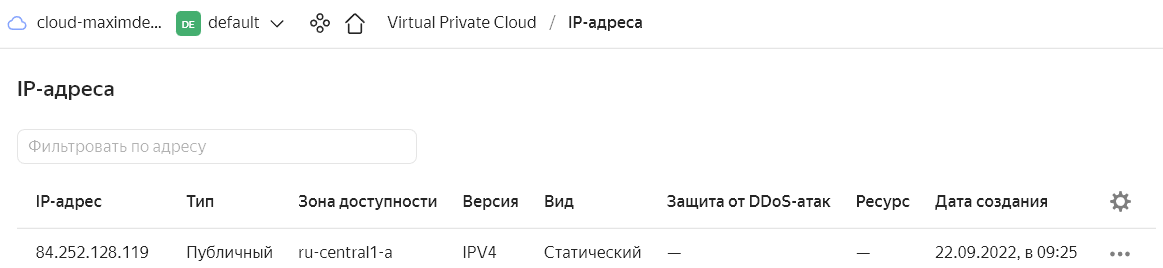 cloud-maximde... DE default Virtual Private Cloud / IP-адреса
IP-адреса
Фильтровать по адресу
IP-адрес Тип Зона доступности Версия Вид Защита от DDoS-атак Ресурс Дата создания
84.252.128.119 Публичный ru-central1-a IPV4 Статический — — 22.09.2022, в 09:25